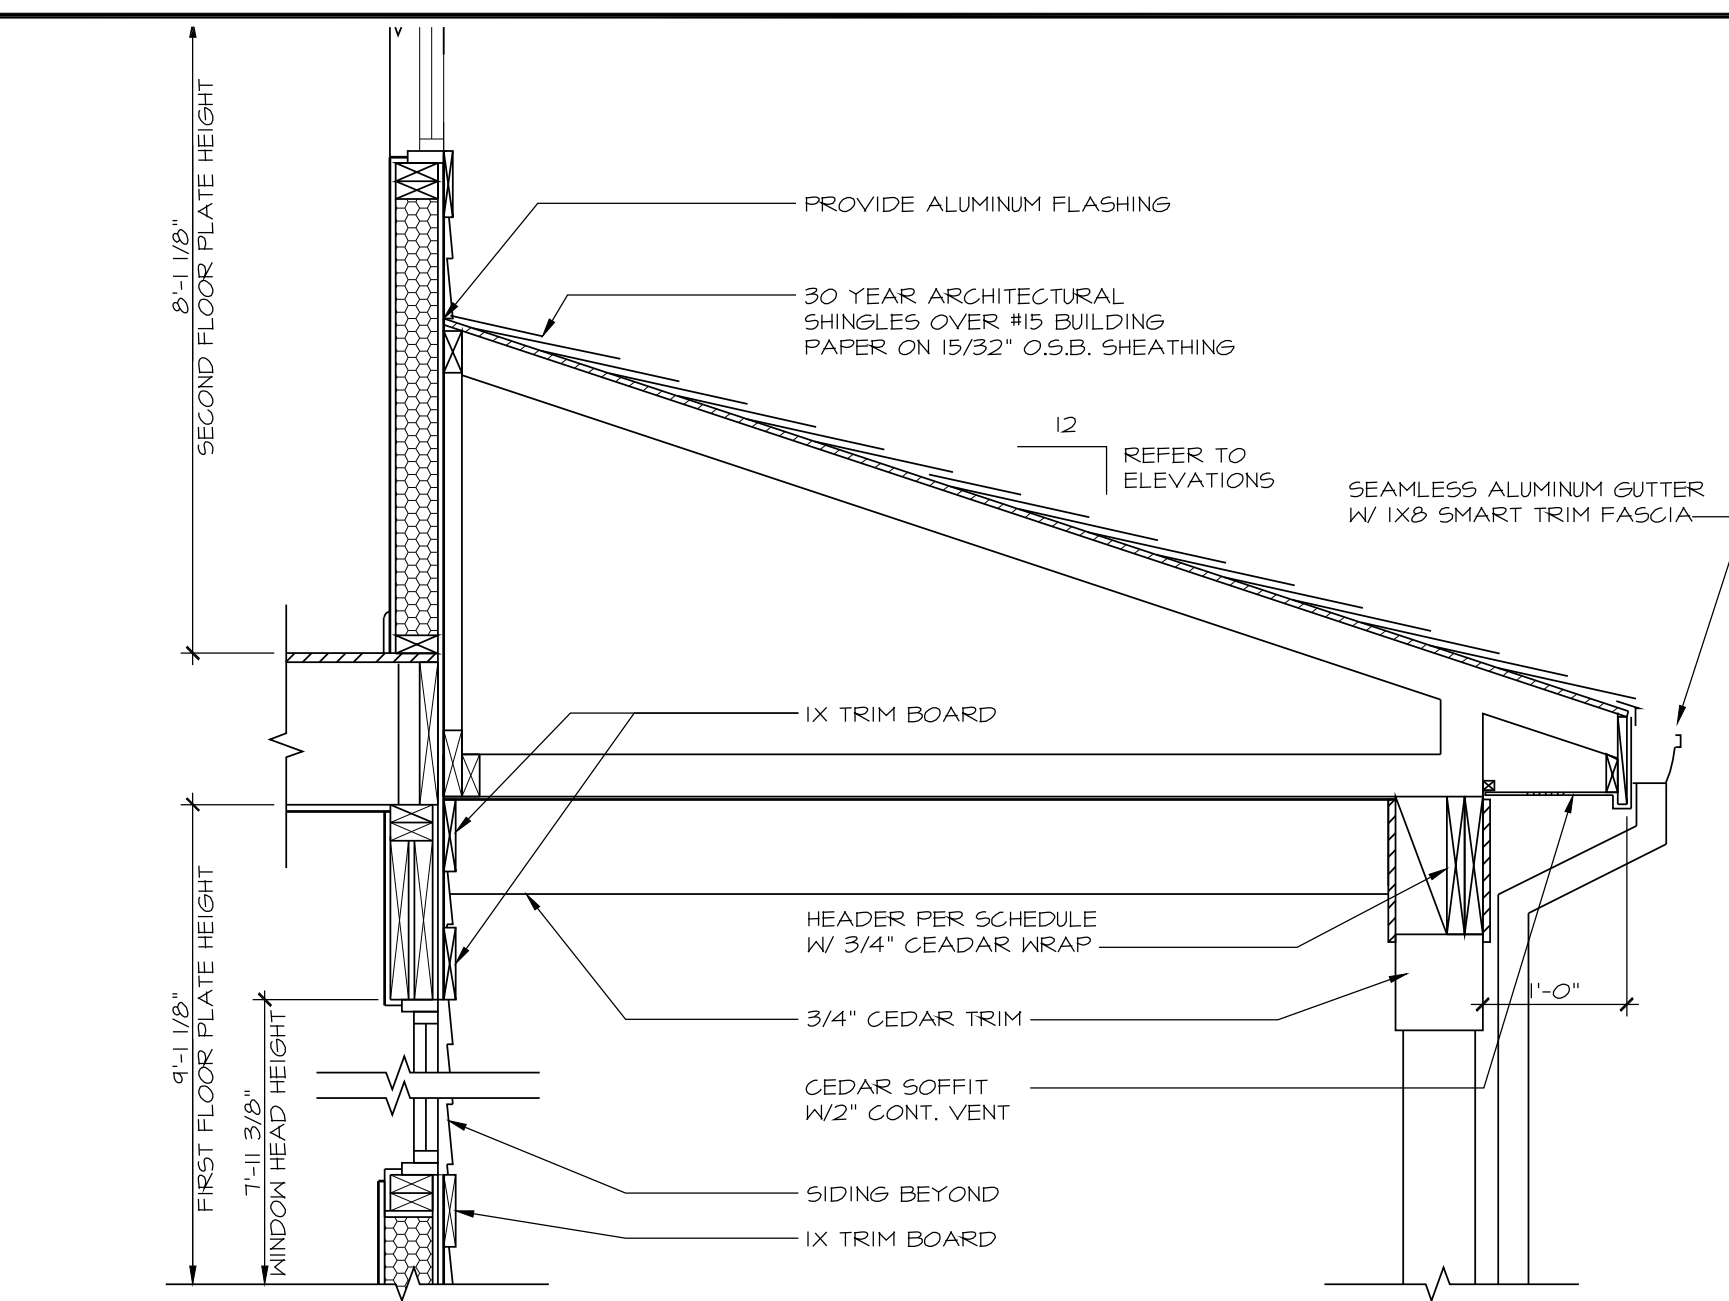 8'-1 1/8"
SECOND FLOOR PLATE HEIGHT
PROVIDE ALUMINUM FLASHING
30 YEAR ARCHITECTURAL
SHINGLES OVER #15 BUILDING
PAPER ON 15/32" O.S.B. SHEATHING
12
REFER TO
ELEVATIONS
SEAMLESS ALUMINUM GUTTER
W/ 1X8 SMART TRIM FASCIA
1X TRIM BOARD
9'-1 1/8"
FIRST FLOOR PLATE HEIGHT
7'-11 3/8"
WINDOW HEAD HEIGHT
HEADER PER SCHEDULE
W/ 3/4" CEADAR WRAP
1'-0"
3/4" CEDAR TRIM
CEDAR SOFFIT
W/2" CONT. VENT
SIDING BEYOND
1X TRIM BOARD